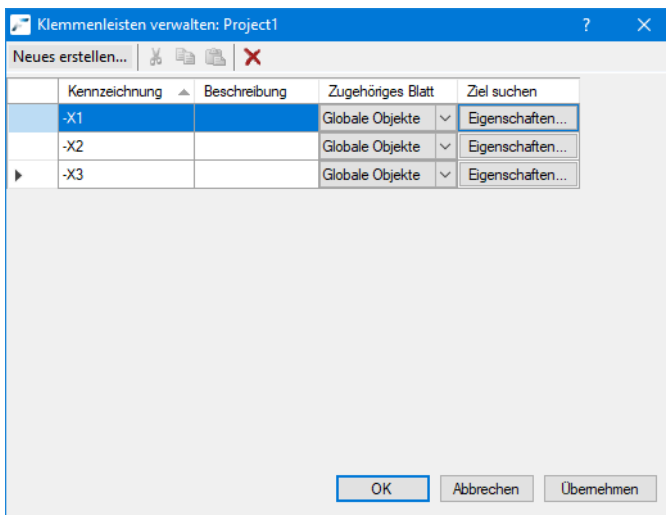 Klemmenleisten verwalten: Project1 ?
Neues erstellen...
Kennzeichnung Beschreibung Zugehöriges Blatt Ziel suchen
-X1 Globale Objekte Eigenschaften...
-X2 Globale Objekte Eigenschaften...
-X3 Globale Objekte Eigenschaften...
OK Abbrechen Übernehmen